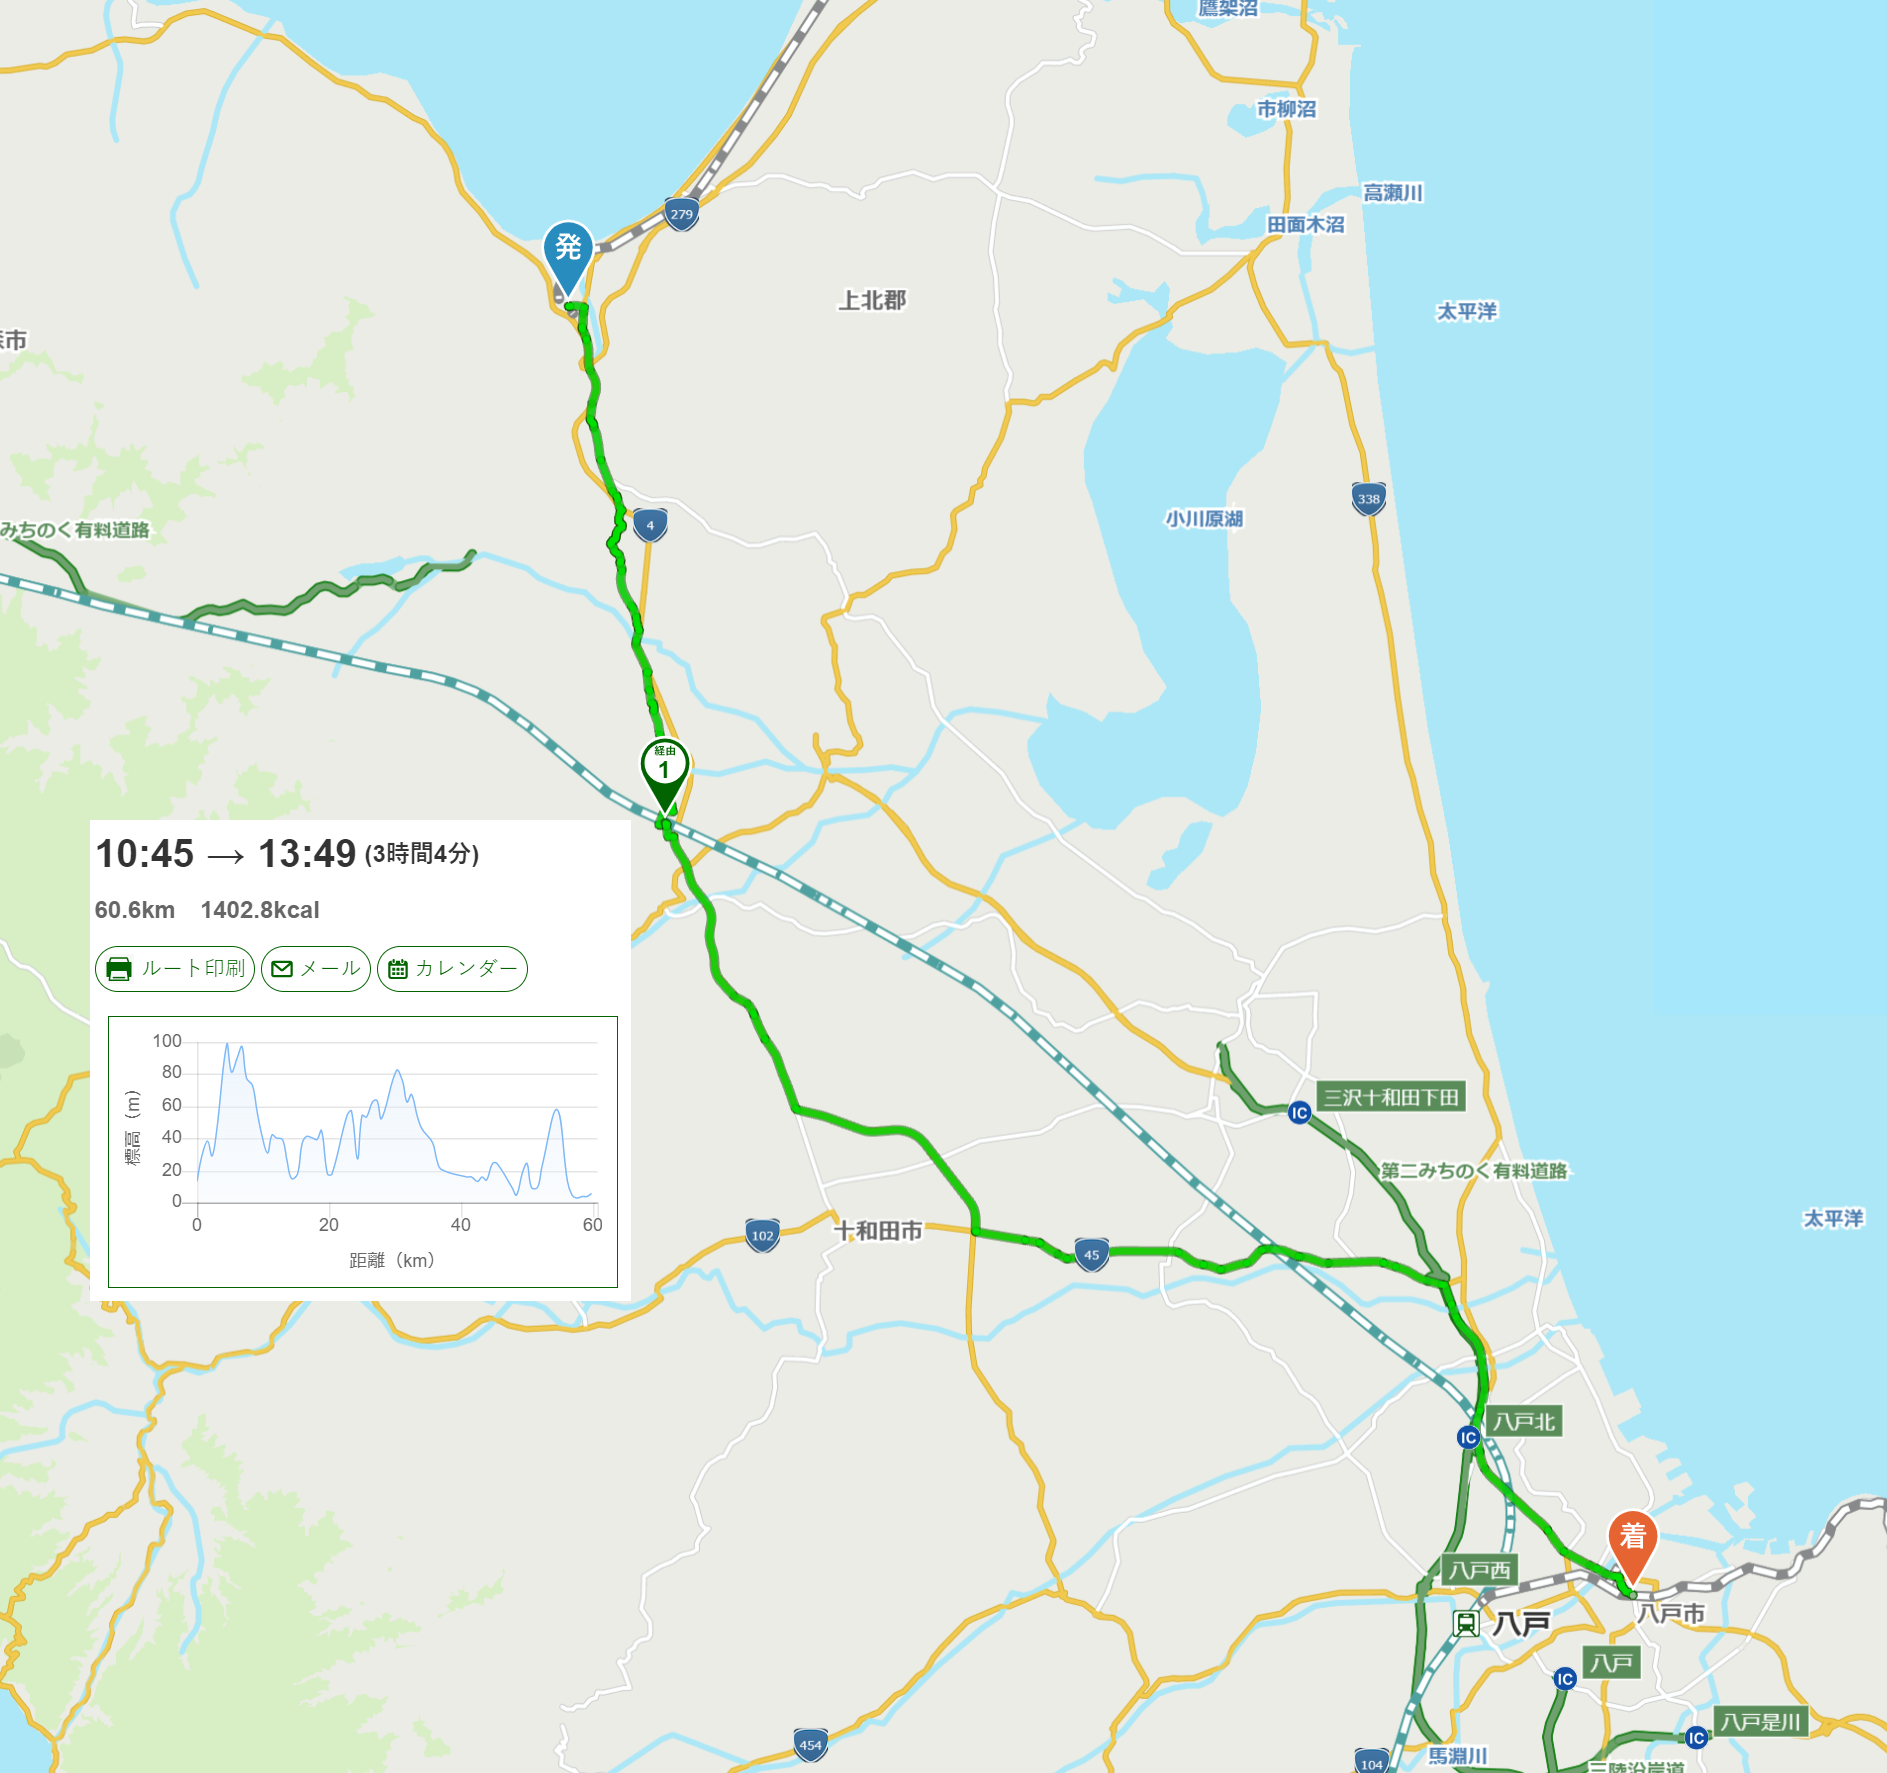 鷹架沼
市柳沼
高瀬川
279
田面木沼
発
上北郡
太平洋
市
338
小川原湖
4
みちのく有料道路
経由
1
10:45 → 13:49 (3時間4分)
60.6km 1402.8kcal
ルート印刷 メール カレンダー
100
80
60
40
20
0
標高（m）
0 20 40 60
距離（km）
IC 三沢十和田下田
第二みちのく有料道路
太平洋
102
十和田市
45
八戸北
IC
着
八戸西
八戸市
八戸
八戸
IC
八戸是川
IC
454
馬淵川
104
三陸沿岸道